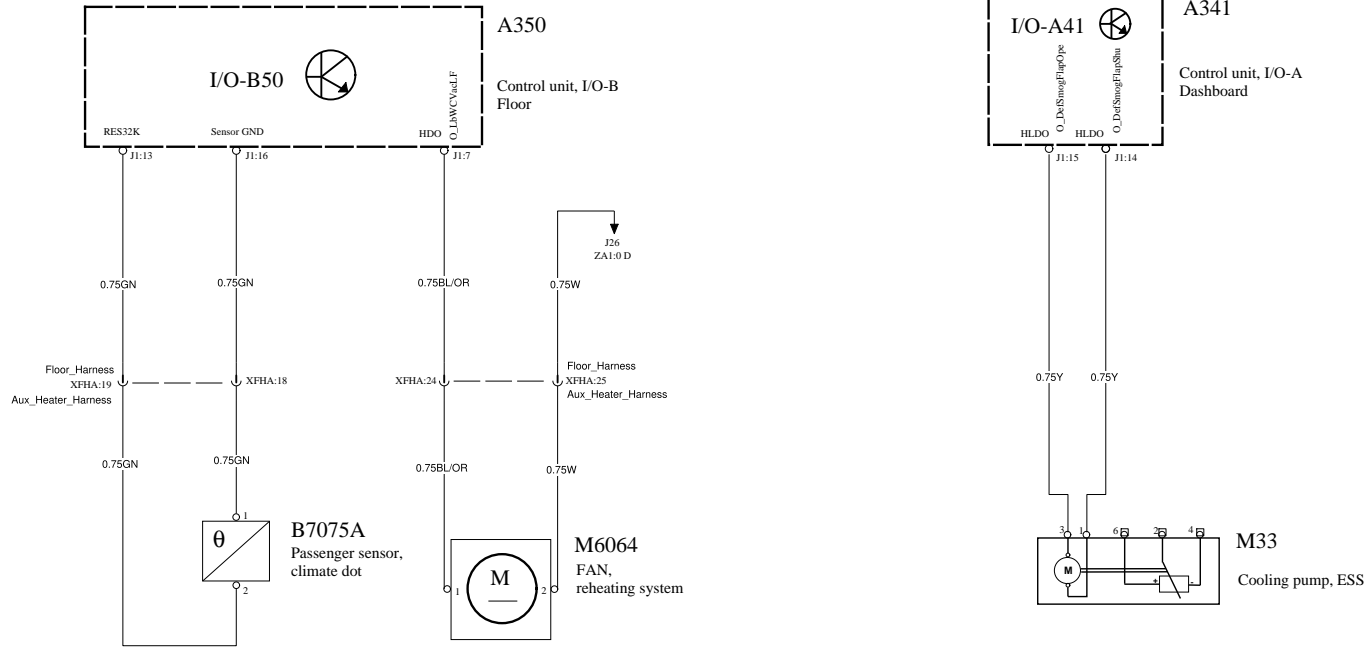 A350
I/O-B50
Control unit, I/O-B
Floor
O_LbWCVacLF
RES32K
Sensor GND
HDO
J1:13
J1:16
J1:7
J26
ZA1:0 D
0.75GN
0.75GN
0.75BL/OR
0.75W
Floor_Harness
XFHA:19
Aux_Heater_Harness
XFHA:18
XFHA:24
Floor_Harness
XFHA:25
Aux_Heater_Harness
0.75GN
0.75GN
0.75BL/OR
0.75W
1
θ
B7075A
Passenger sensor,
climate dot
2
M
1
2
M6064
FAN,
reheating system
A341
I/O-A41
Control unit, I/O-A
Dashboard
O_DefSmogFlapOpe
O_DefSmogFlapShu
HLDO
HLDO
J1:15
J1:14
0.75Y
0.75Y
3
1
6
2
4
M
+
-
M33
Cooling pump, ESS